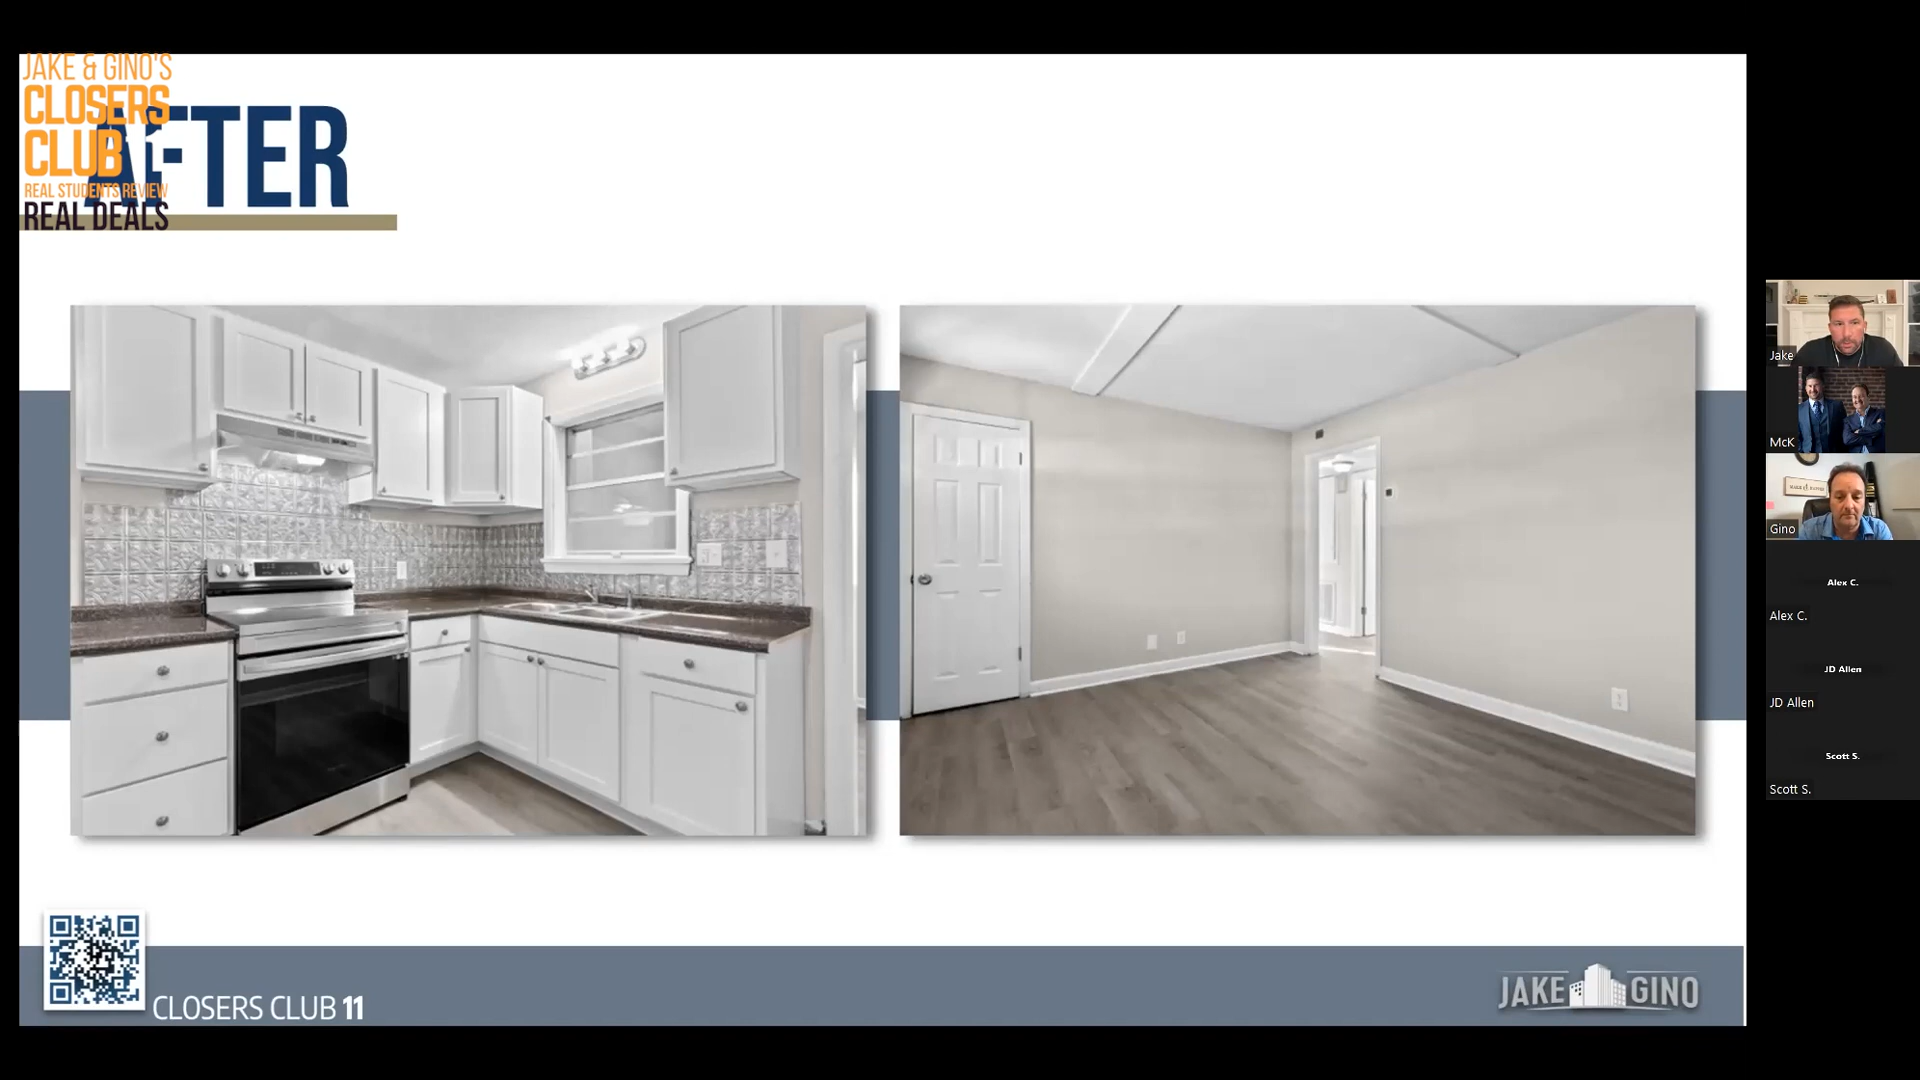 JAKE & GINO'S
CLOSERS
CLUB 11
REAL STUDENTS REVIEW
REAL DEALS
AFTER
CLOSERS CLUB 11
JAKE GINO
Jake
McK
Gino
Alex C.
Alex C.
JD Allen
JD Allen
Scott S.
Scott S.